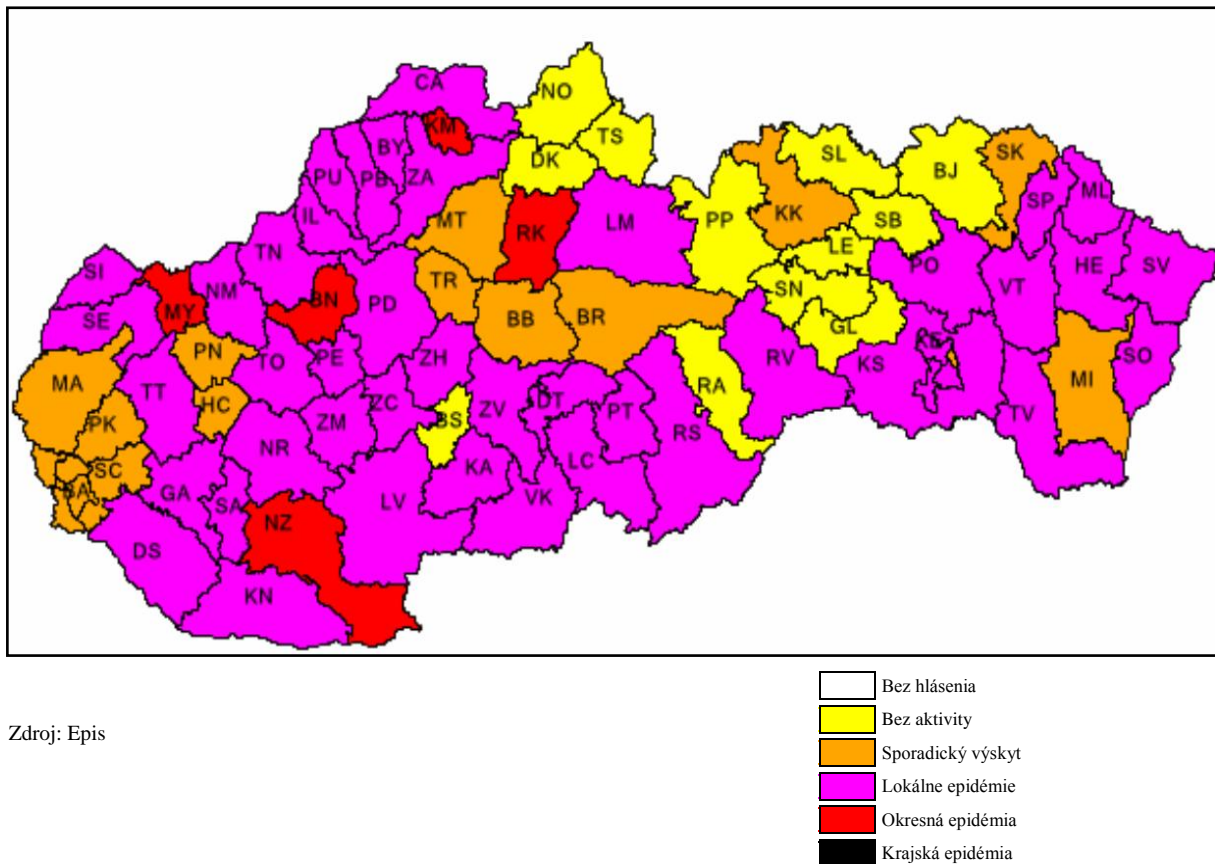 CA
NO
KM
TS
BY
DK
SL
SK
PU
PB
ZA
BJ
ML
SP
IL
MT
RK
LM
PP
KK
SB
TN
LE
PO
HE
SV
SI
NM
BN
PD
TR
SN
VT
MY
SE
BB
BR
GL
PN
TO
PE
ZH
RV
KS
KE
SO
MA
TT
HC
ZC
DT
PT
RA
MI
PK
ZM
BS
ZV
RS
TV
SC
NR
KA
LC
BA
GA
SA
LV
VK
NZ
DS
KN
Bez hlásenia
Zdroj: Epis
Bez aktivity
Sporadický výskyt
Lokálne epidémie
Okresná epidémia
Krajská epidémia